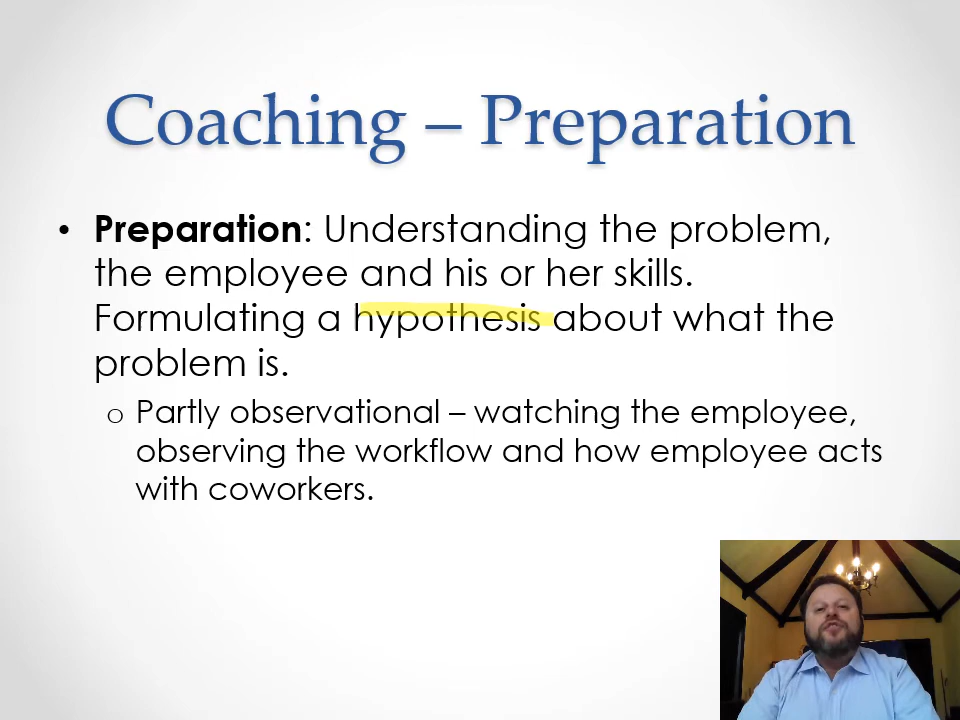 Coaching – Preparation
• Preparation: Understanding the problem,
the employee and his or her skills.
Formulating a hypothesis about what the
problem is.
o Partly observational – watching the employee,
observing the workflow and how employee acts
with coworkers.